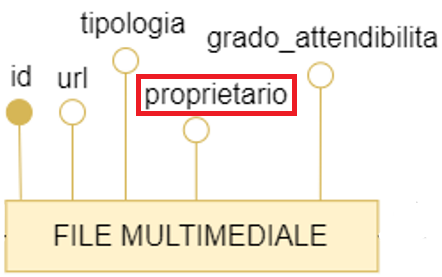 tipologia
grado_attendibilita
id
url
proprietario
FILE MULTIMEDIALE